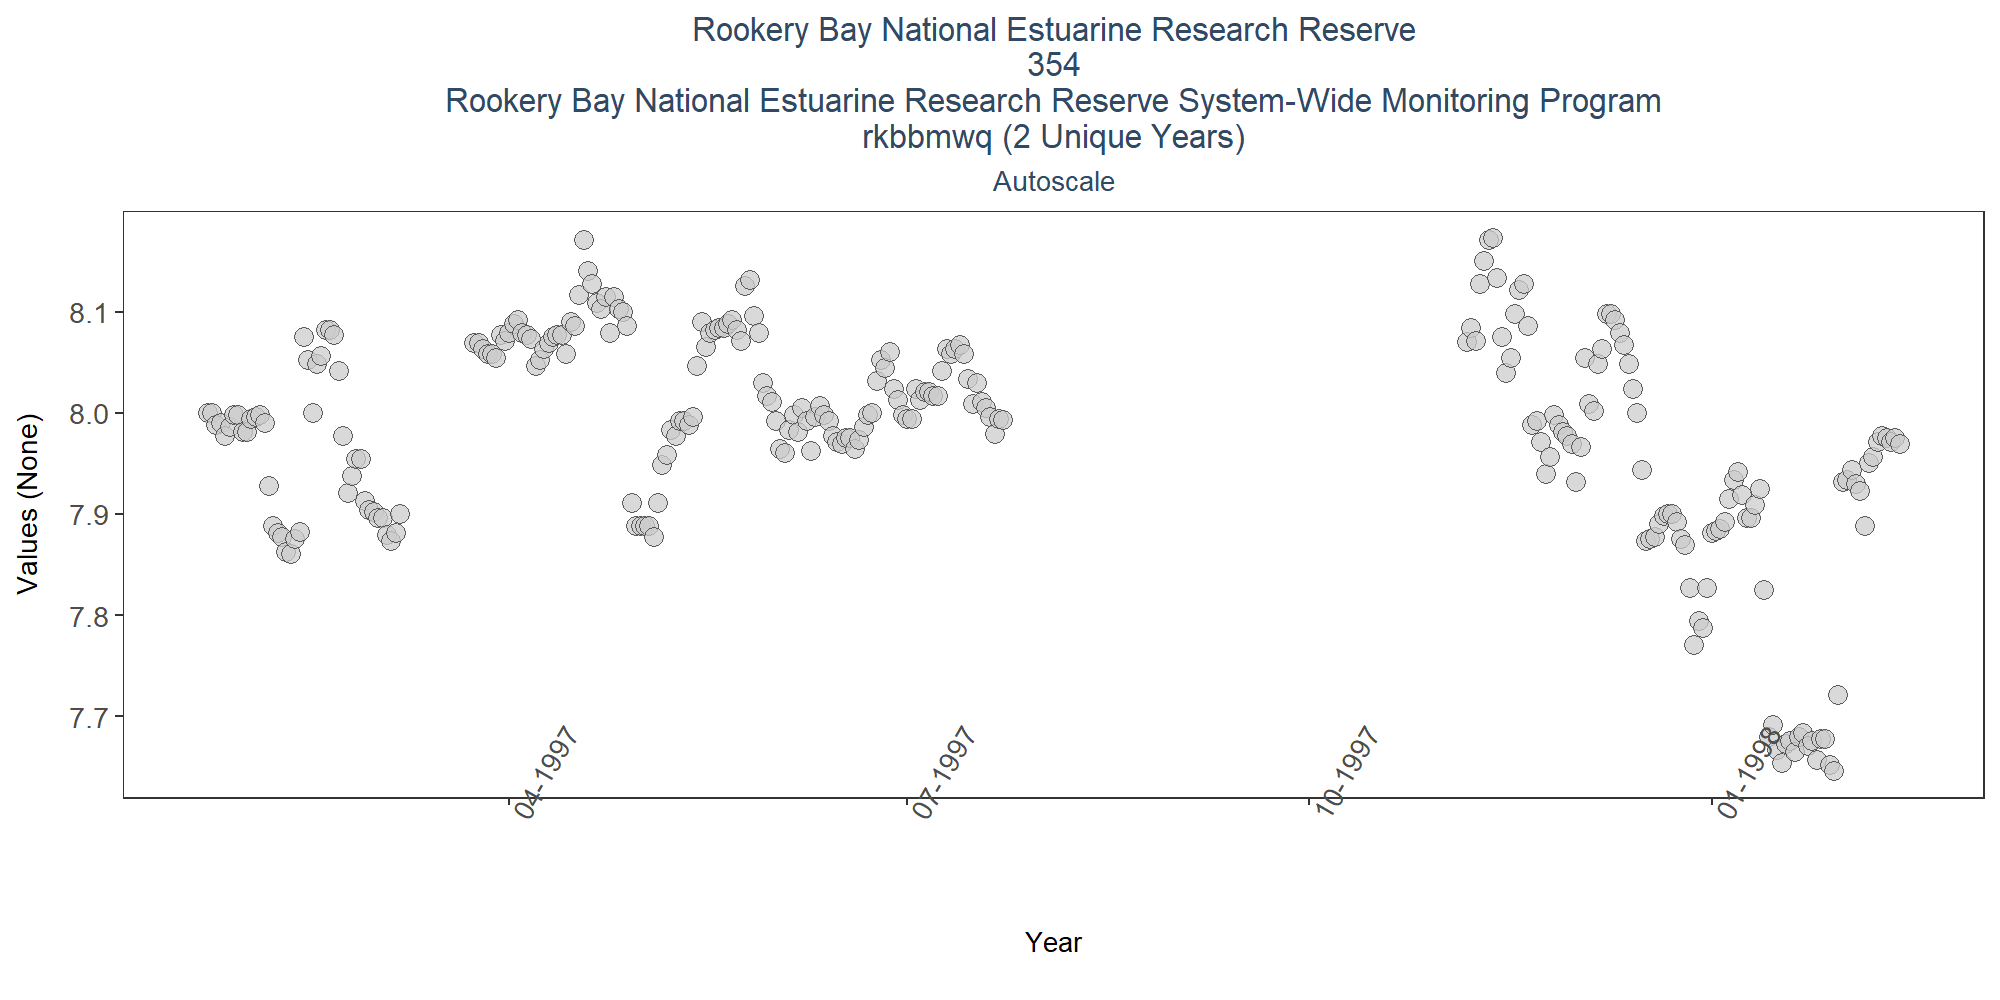 Rookery Bay National Estuarine Research Reserve
354
Rookery Bay National Estuarine Research Reserve System-Wide Monitoring Program
rkbbmwq (2 Unique Years)
Autoscale
Values (None)
8.1
8.0
7.9
7.8
7.7
04-1997
07-1997
10-1997
01-1998
Year